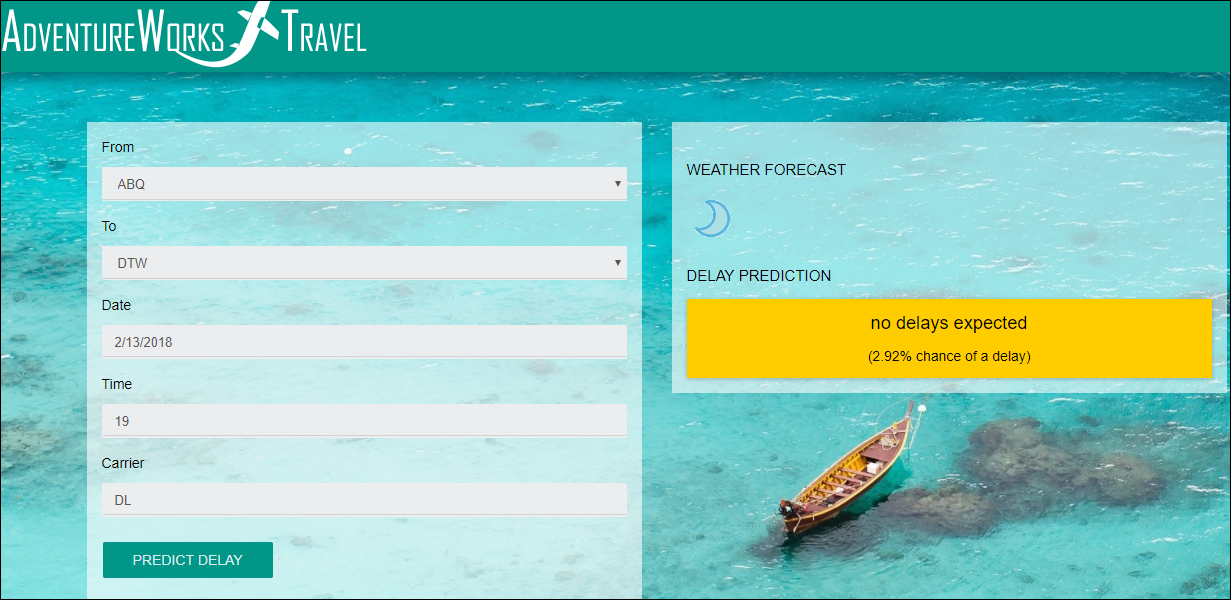 ADVENTUREWORKS TRAVEL
From
ABQ
To
DTW
Date
2/13/2018
Time
19
Carrier
DL
PREDICT DELAY
WEATHER FORECAST
DELAY PREDICTION
no delays expected
(2.92% chance of a delay)